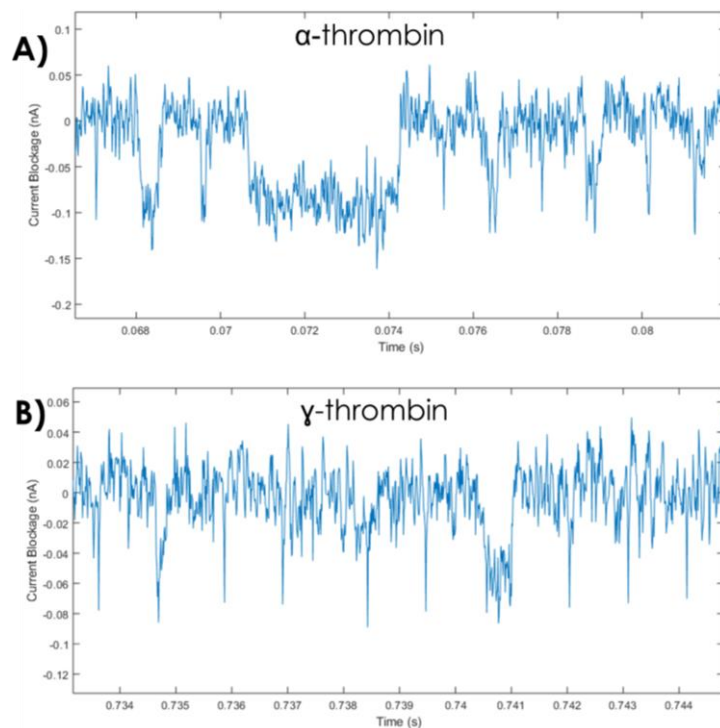 A)
α-thrombin
Current Blockage (nA)
0.1
0.05
0
-0.05
-0.1
-0.15
-0.2
0.068 0.07 0.072 0.074 0.076 0.078 0.08
Time (s)
B)
ɣ-thrombin
Current Blockage (nA)
0.06
0.04
0.02
0
-0.02
-0.04
-0.06
-0.08
-0.1
-0.12
0.734 0.735 0.736 0.737 0.738 0.739 0.74 0.741 0.742 0.743 0.744
Time (s)